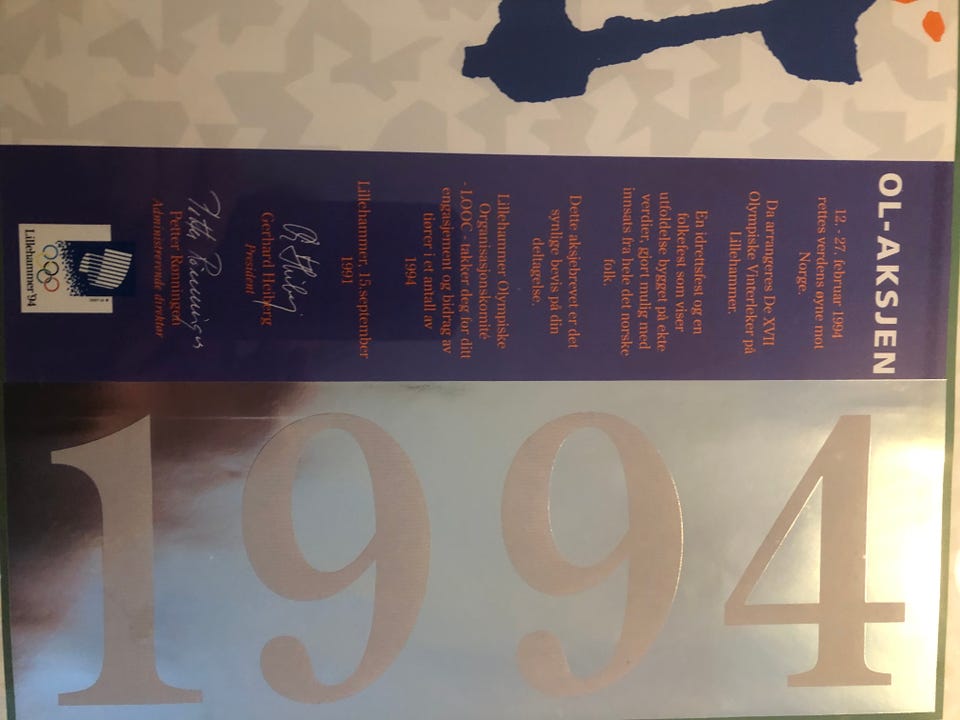 OL-AKSJEN
12. - 27. februar 1994
rettes verdens øyne mot
Norge.
Da arrangeres De XVII
Olympiske Vinterleker på
Lillehammer.
En idrettsfest og en
folkefest som viser
utfoldelse bygget på ekte
verdier, gjort mulig med
innsats fra hele det norske
folk.
Dette aksjebrevet er det
synlige bevis på din
deltagelse.
Lillehammer Olympiske
Organisasjonskomité
- LOOC - takker deg for ditt
engasjement og bidrag av
tiører i et antall av
1994
Lillehammer, 15.september
1991
Gerhard Heiberg
President
Petter Rønningen
Administrerende direktør
Lillehammer'94
1994